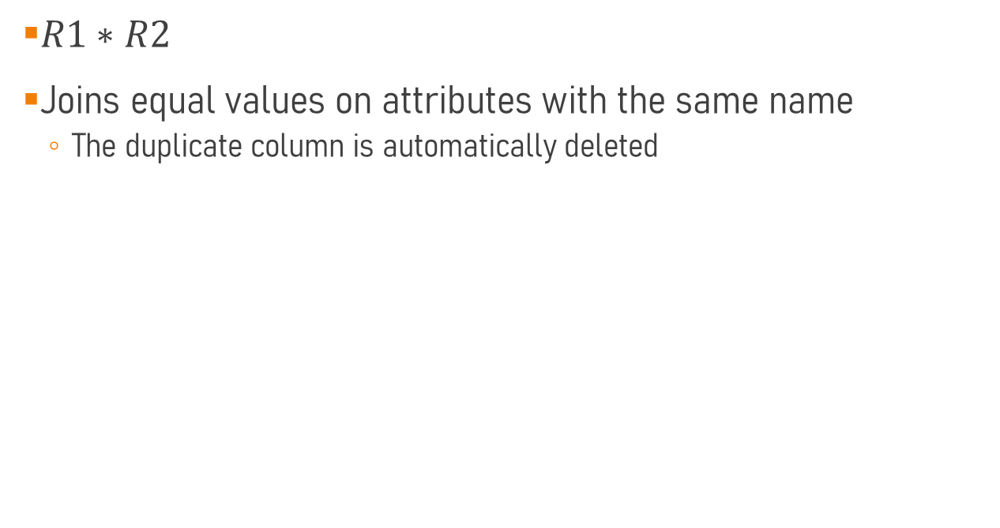 ▪R1 ∗ R2
▪Joins equal values on attributes with the same name
◦ The duplicate column is automatically deleted